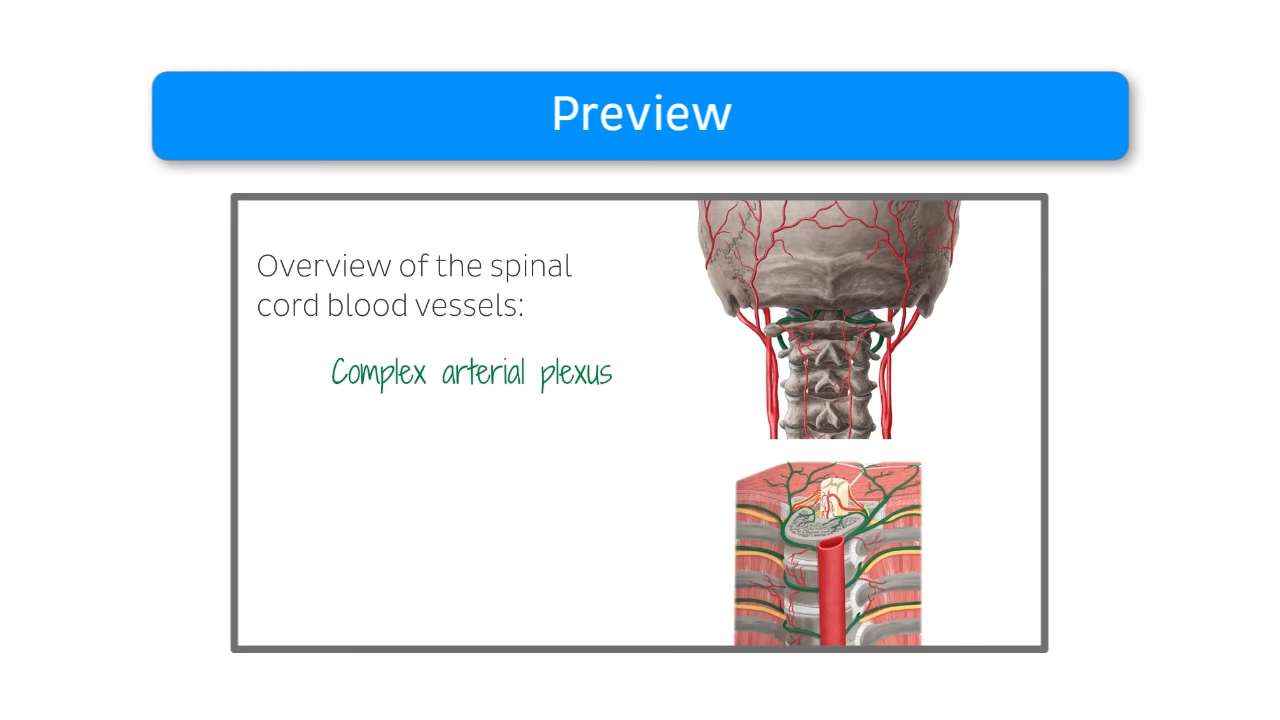 Preview
Overview of the spinal
cord blood vessels:
Complex arterial plexus